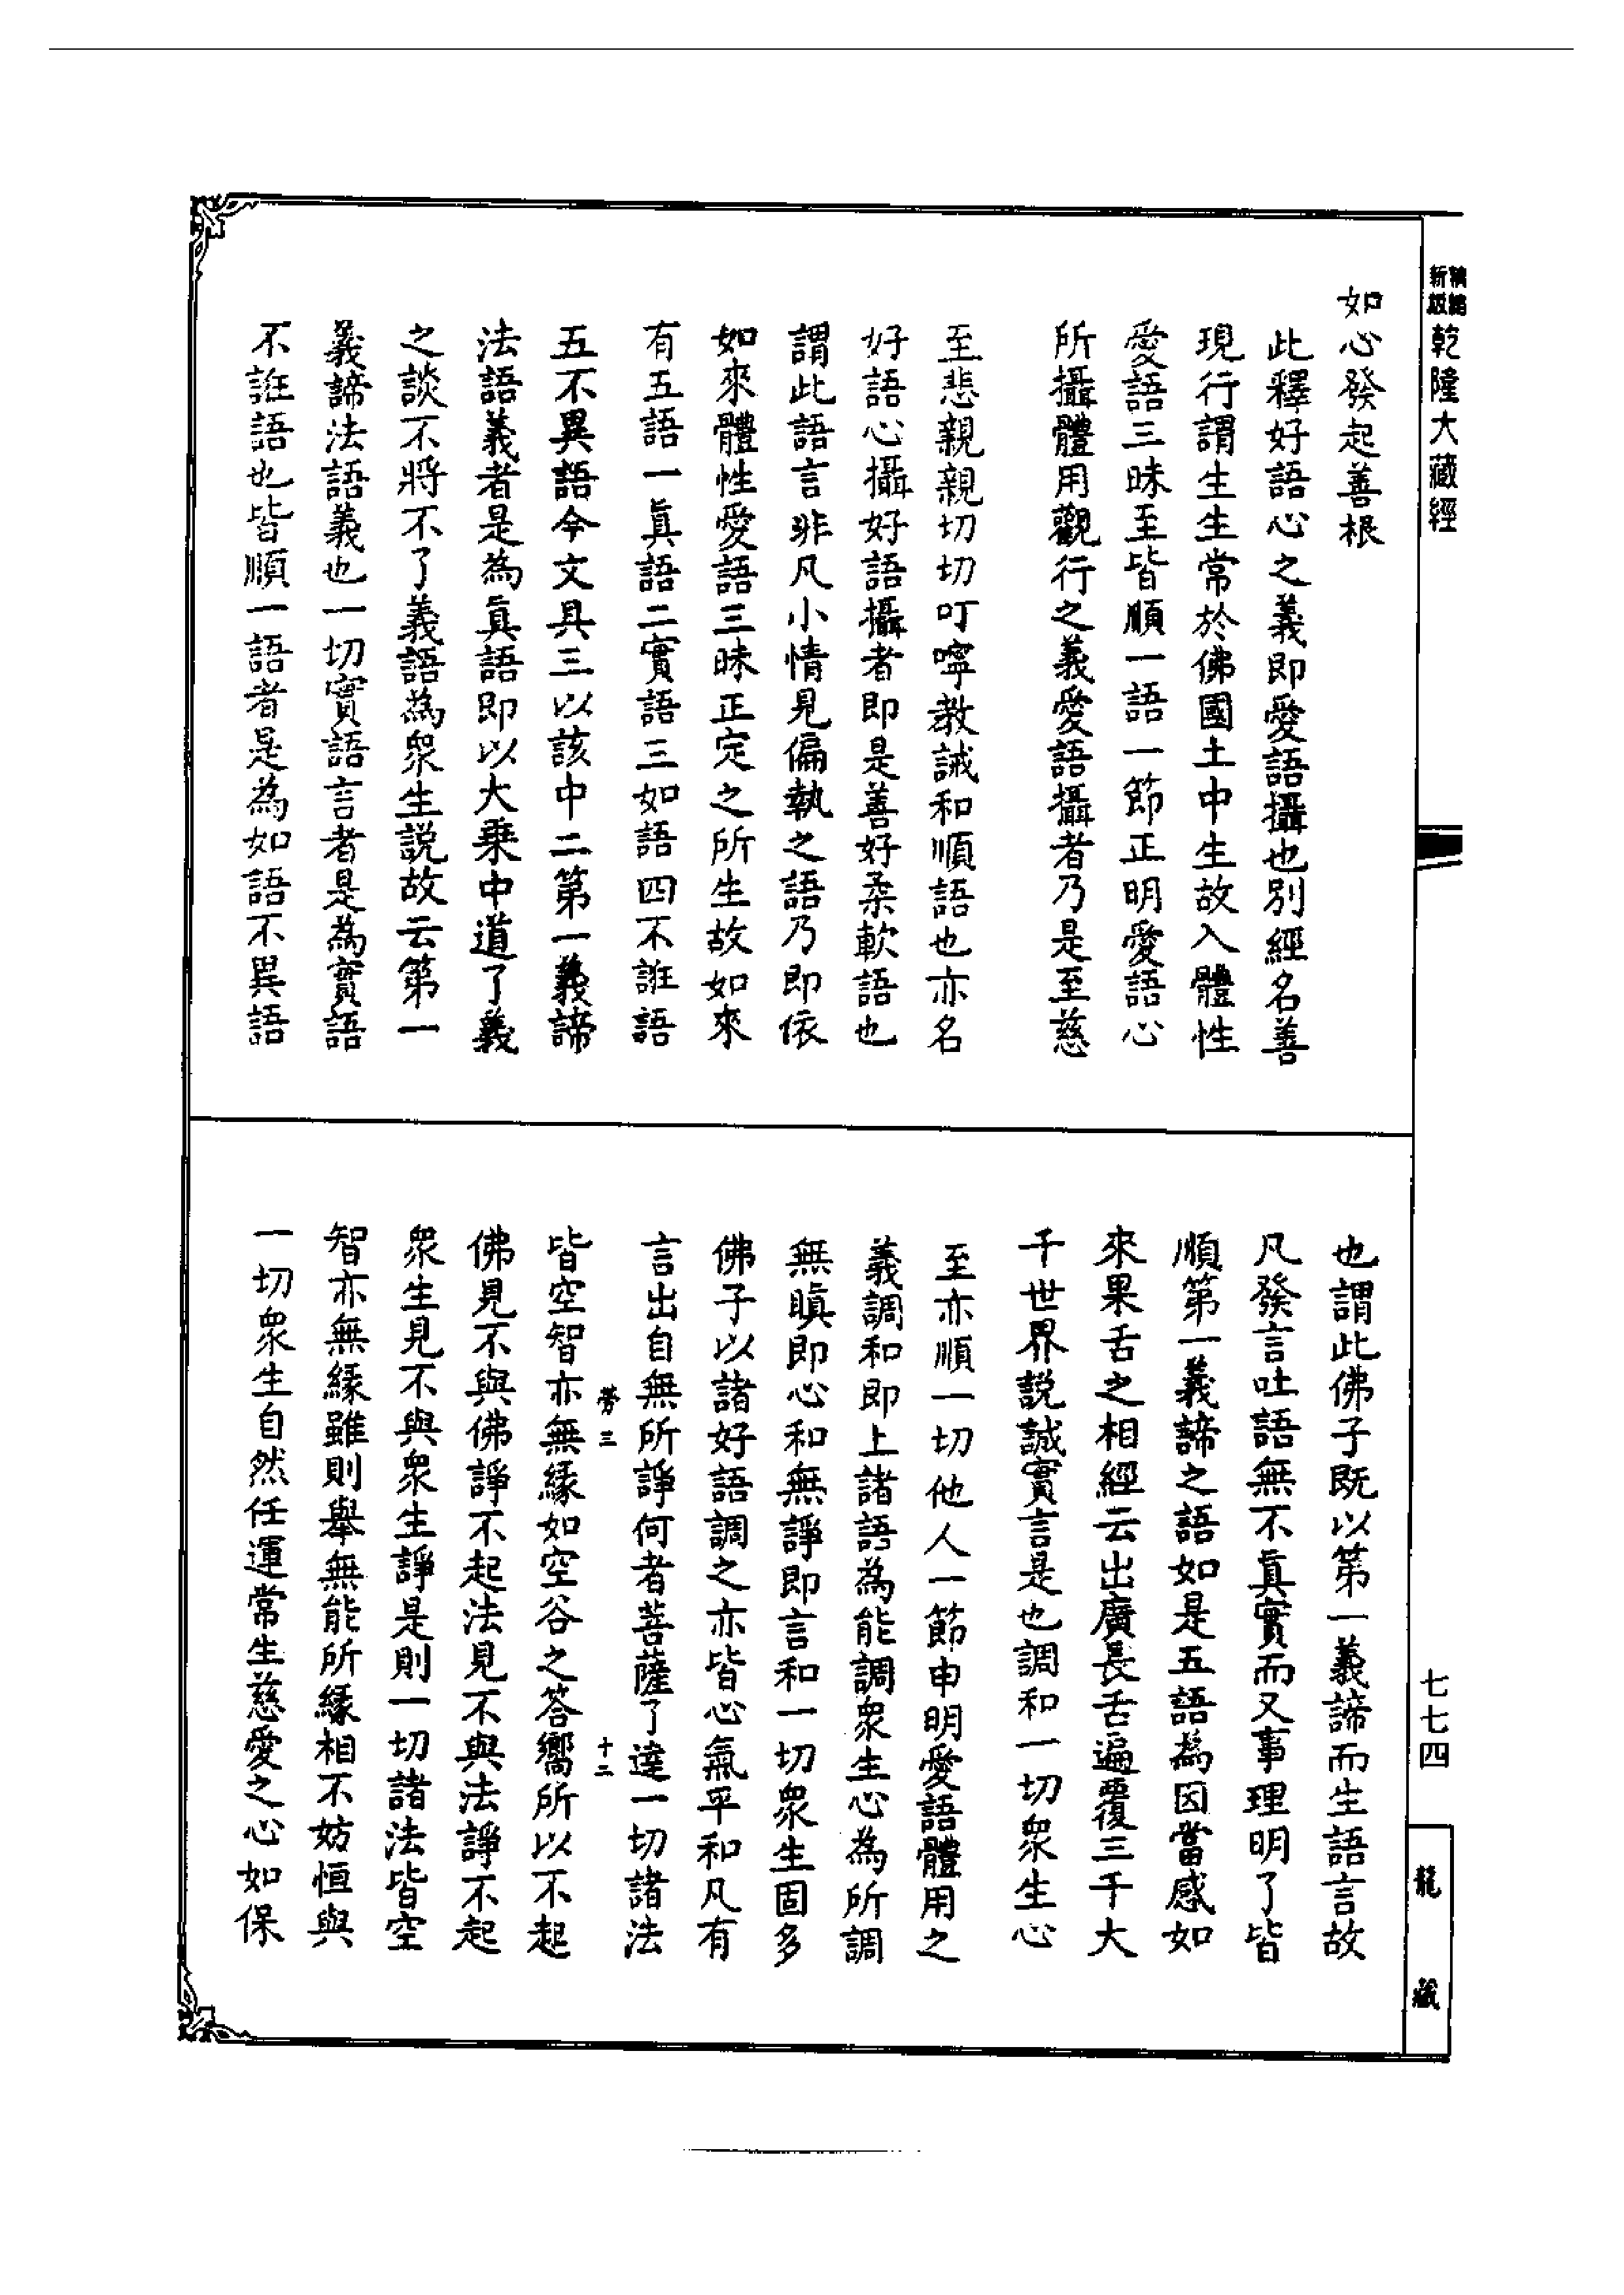 新版
精縮
乾隆大藏經
如心發起善根
此釋好語心之義即愛語攝也別經名善
現行謂生生常於佛國土中生故入體性
愛語三昧至皆順一語一節正明愛語心
所攝體用觀行之義愛語攝者乃是至慈
至悲親親切切叮嚀教誡和順語也亦名
好語心攝好語攝者即是善好柔軟語也
謂此語言非凡小情見偏執之語乃即依
如來體性愛語三昧正定之所生故如來
有五語一眞語二實語三如語四不誑語
五不異語今文具三以該中二第一義諦
法語義者是為眞語即以大乗中道了義
之談不將不了義語為衆生説故云第一
義諦法語義也一切實語言者是為實語
不誑語也皆順一語者是為如語不異語
也謂此佛子既以第一義諦而生語言故
凡發言吐語無不眞實而又事理明了皆
順第一義諦之語如是五語為因當感如
來果舌之相經云出廣長舌遍覆三千大
千世界説誠實言是也調和一切衆生心
至亦順一切他人一節申明愛語體用之
義調和即上諸語為能調衆生心為所調
無瞋即心和無諍即言和一切衆生固多
佛子以諸好語調之亦皆心氣平和凡有
言出自無所諍何者菩薩了達一切諸法
勞三 十二
皆空智亦無緣如空谷之答嚮所以不起
佛見不與佛諍不起法見不與法諍不起
衆生見不與衆生諍是則一切諸法皆空
智亦無緣雖則舉無能所緣相不妨恒與
一切衆生自然任運常生慈愛之心如保
七七四
龍藏